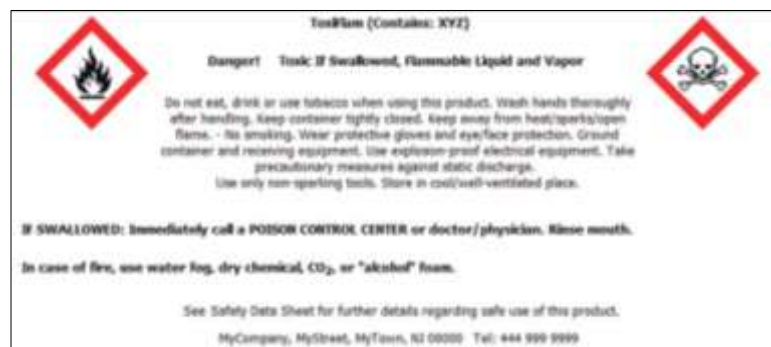 ToxiFlam (Contains: XYZ)
Danger! Toxic If Swallowed, Flammable Liquid and Vapor
Do not eat, drink or use tobacco when using this product. Wash hands thoroughly
after handling. Keep container tightly closed. Keep away from heat/sparks/open
flame. - No smoking. Wear protective gloves and eye/face protection. Ground
container and receiving equipment. Use explosion-proof electrical equipment. Take
precautionary measures against static discharge.
Use only non-sparking tools. Store in cool/well-ventilated place.
IF SWALLOWED: Immediately call a POISON CONTROL CENTER or doctor/physician. Rinse mouth.
In case of fire, use water fog, dry chemical, CO₂, or "alcohol" foam.
See Safety Data Sheet for further details regarding safe use of this product.
MyCompany, MyStreet, MyTown, NJ 00000 Tel: 444 999 9999